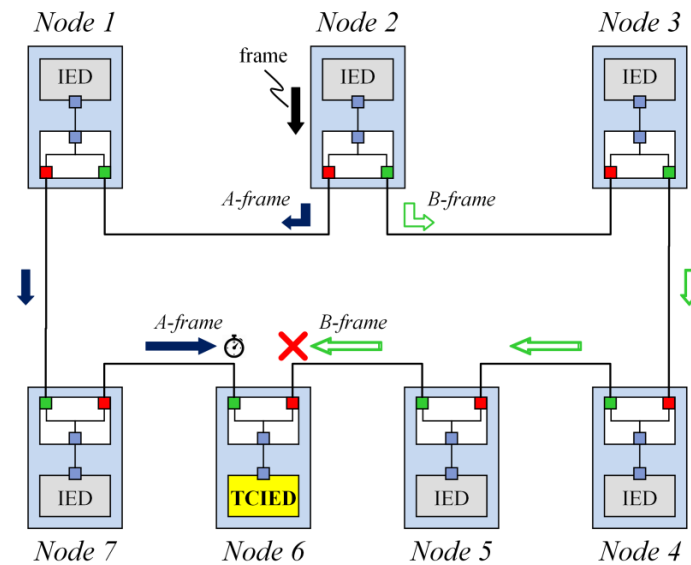 Node 1
Node 2
Node 3
frame
IED
IED
IED
A-frame
B-frame
A-frame
B-frame
IED
TCIED
IED
IED
Node 7
Node 6
Node 5
Node 4